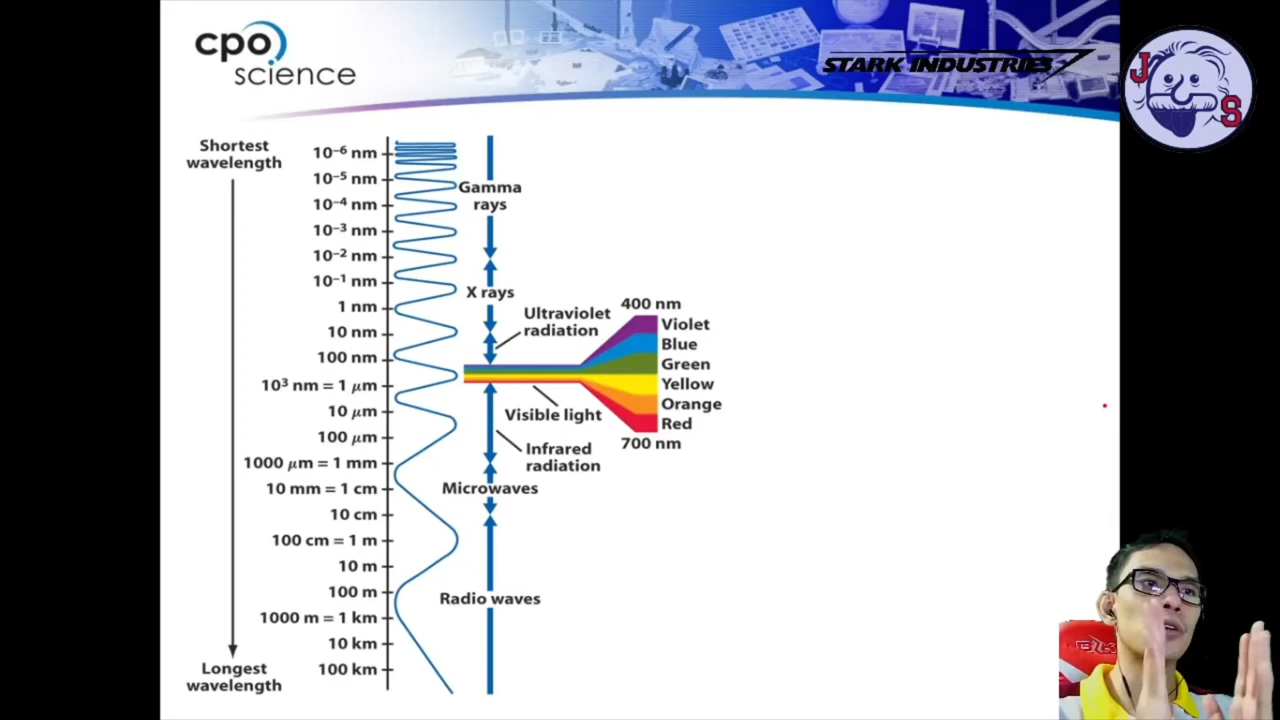 cpo
science
STARK INDUSTRIES
J
S
Shortest
wavelength
10⁻⁶ nm
10⁻⁵ nm
10⁻⁴ nm
10⁻³ nm
10⁻² nm
10⁻¹ nm
1 nm
10 nm
100 nm
10³ nm = 1 μm
10 μm
100 μm
1000 μm = 1 mm
10 mm = 1 cm
10 cm
100 cm = 1 m
10 m
100 m
1000 m = 1 km
10 km
100 km
Longest
wavelength
Gamma
rays
X rays
Ultraviolet
radiation
Visible light
Infrared
radiation
Microwaves
Radio waves
400 nm
Violet
Blue
Green
Yellow
Orange
Red
700 nm